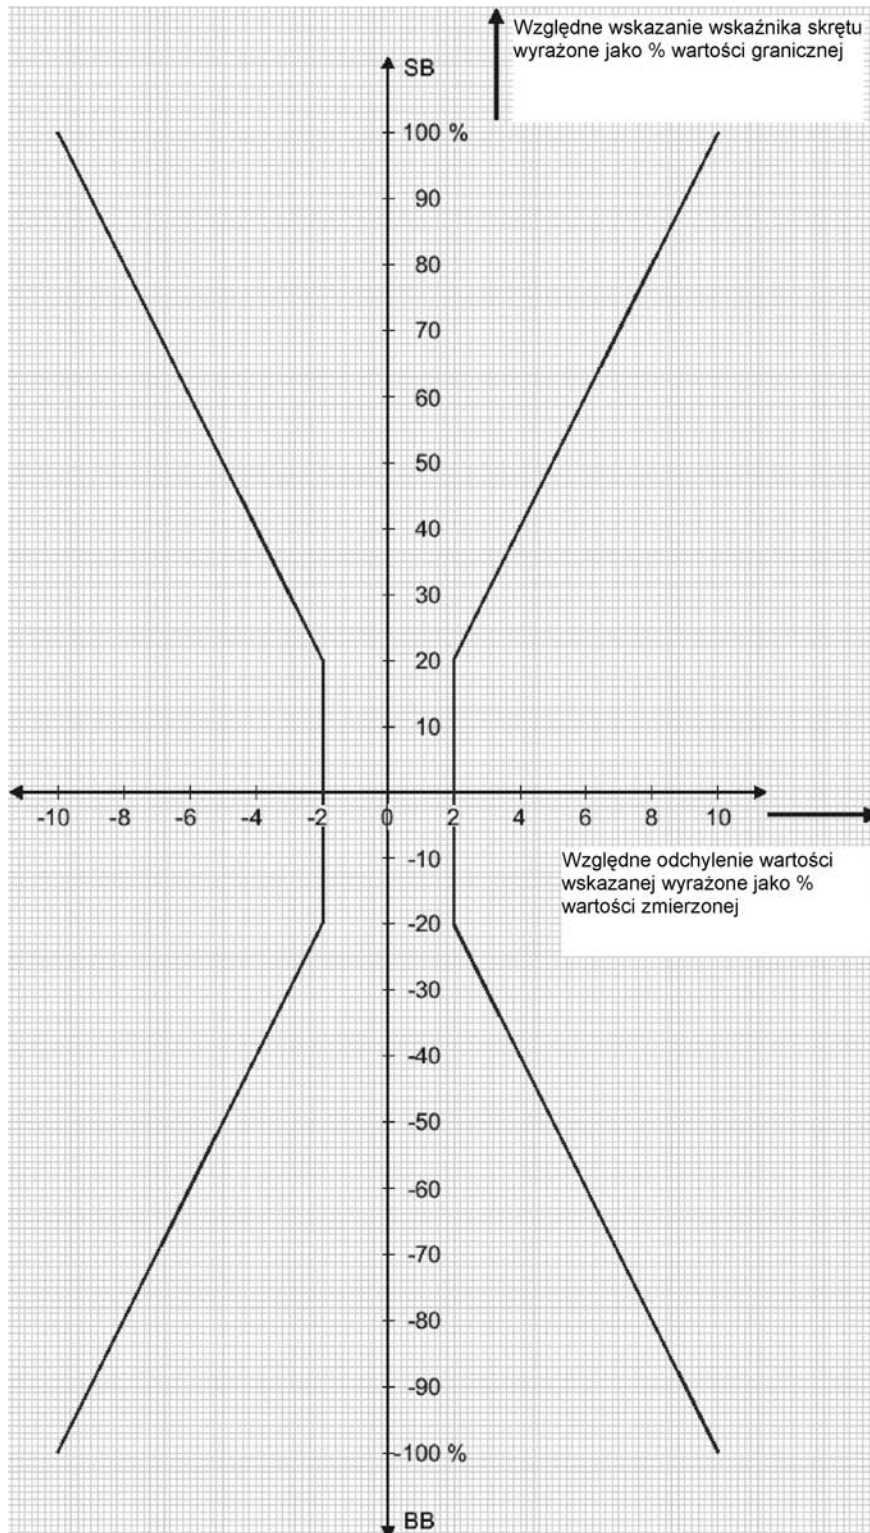 Względne wskazanie wskaźnika skrętu
wyrażone jako % wartości granicznej
SB
100 %
90
80
70
60
50
40
30
20
10
-10 -8 -6 -4 -2 0 2 4 6 8 10
-10
Względne odchylenie wartości
wskazanej wyrażone jako %
wartości zmierzonej
-20
-30
-40
-50
-60
-70
-80
-90
-100 %
BB